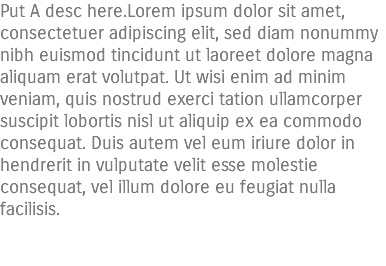 Put A desc here.Lorem ipsum dolor sit amet,
consectetuer adipiscing elit, sed diam nonummy
nibh euismod tincidunt ut laoreet dolore magna
aliquam erat volutpat. Ut wisi enim ad minim
veniam, quis nostrud exerci tation ullamcorper
suscipit lobortis nisl ut aliquip ex ea commodo
consequat. Duis autem vel eum iriure dolor in
hendrerit in vulputate velit esse molestie
consequat, vel illum dolore eu feugiat nulla
facilisis.